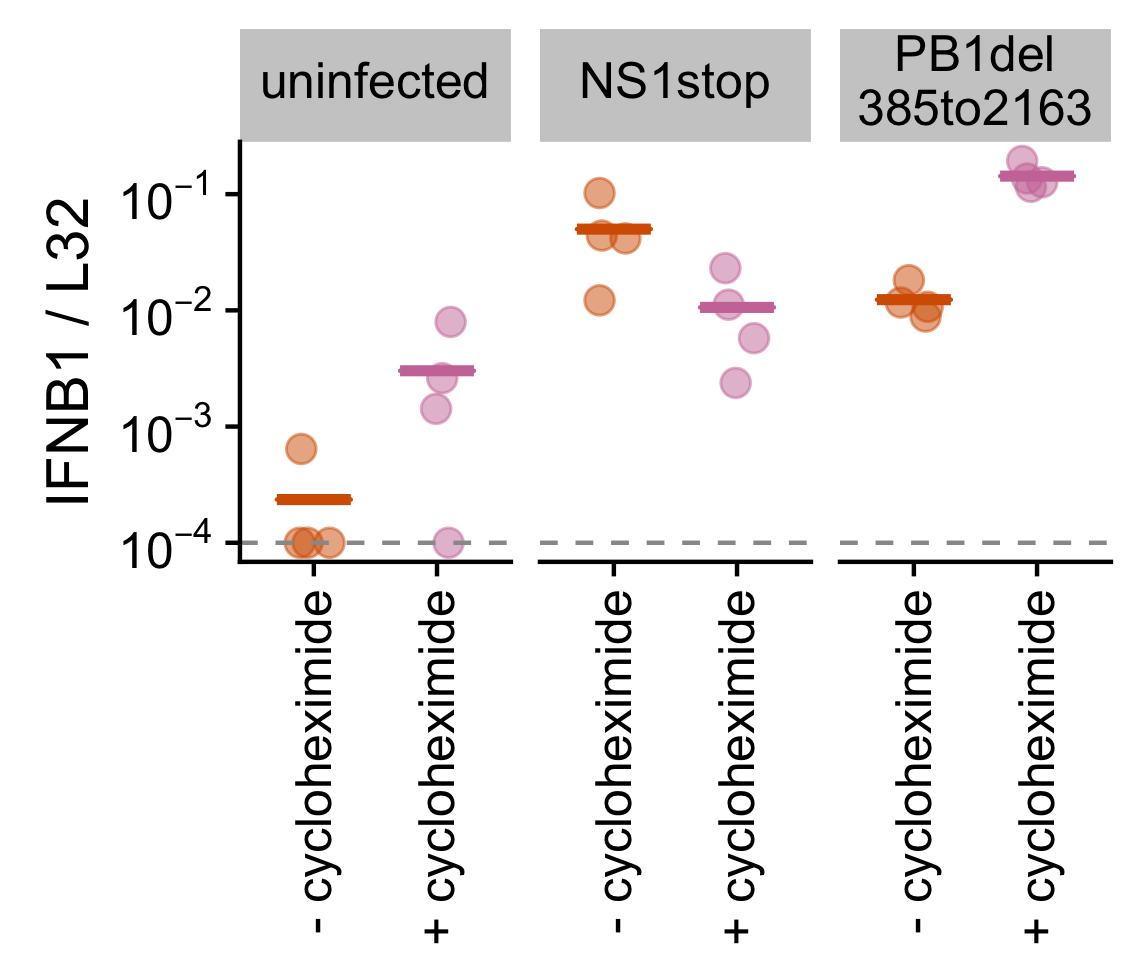 uninfected
NS1stop
PB1del
385to2163
IFNB1 / L32
10⁻¹
10⁻²
10⁻³
10⁻⁴
- cycloheximide
+ cycloheximide
- cycloheximide
+ cycloheximide
- cycloheximide
+ cycloheximide